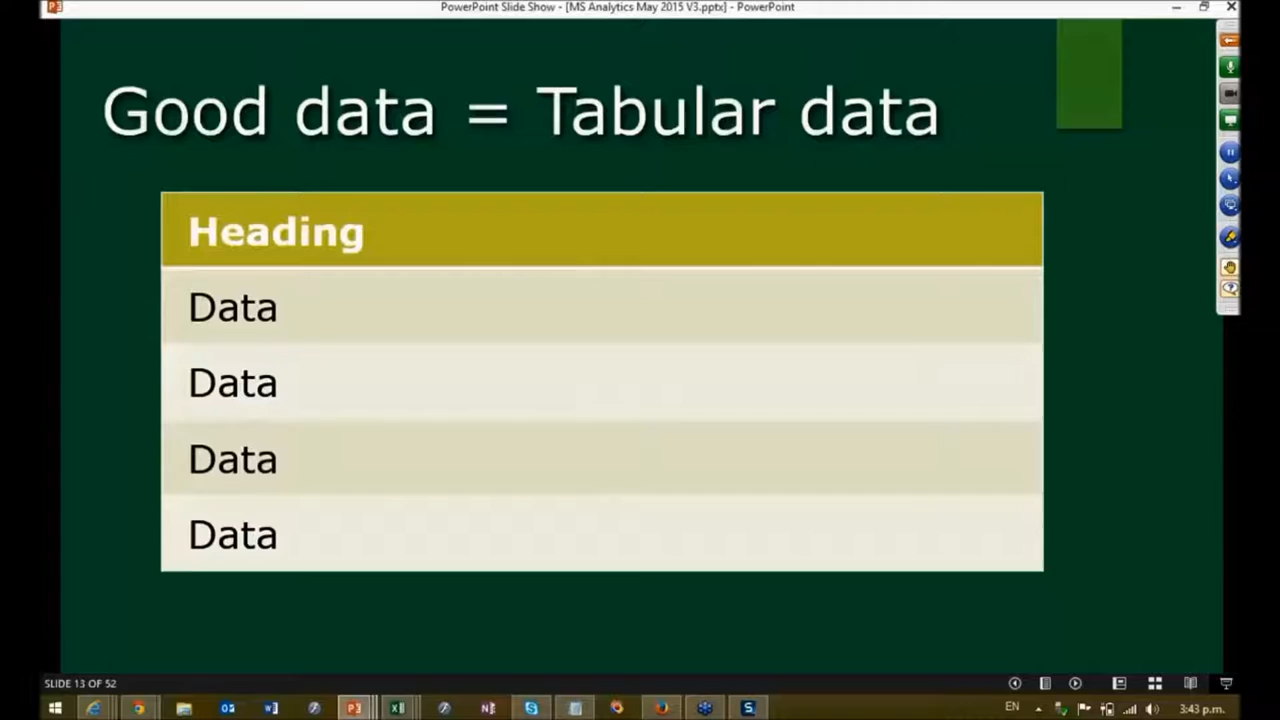 PowerPoint Slide Show - [MS Analytics May 2015 V3.pptx] - PowerPoint
Good data = Tabular data
Heading
Data
Data
Data
Data
SLIDE 13 OF 52
EN
3:43 p.m.